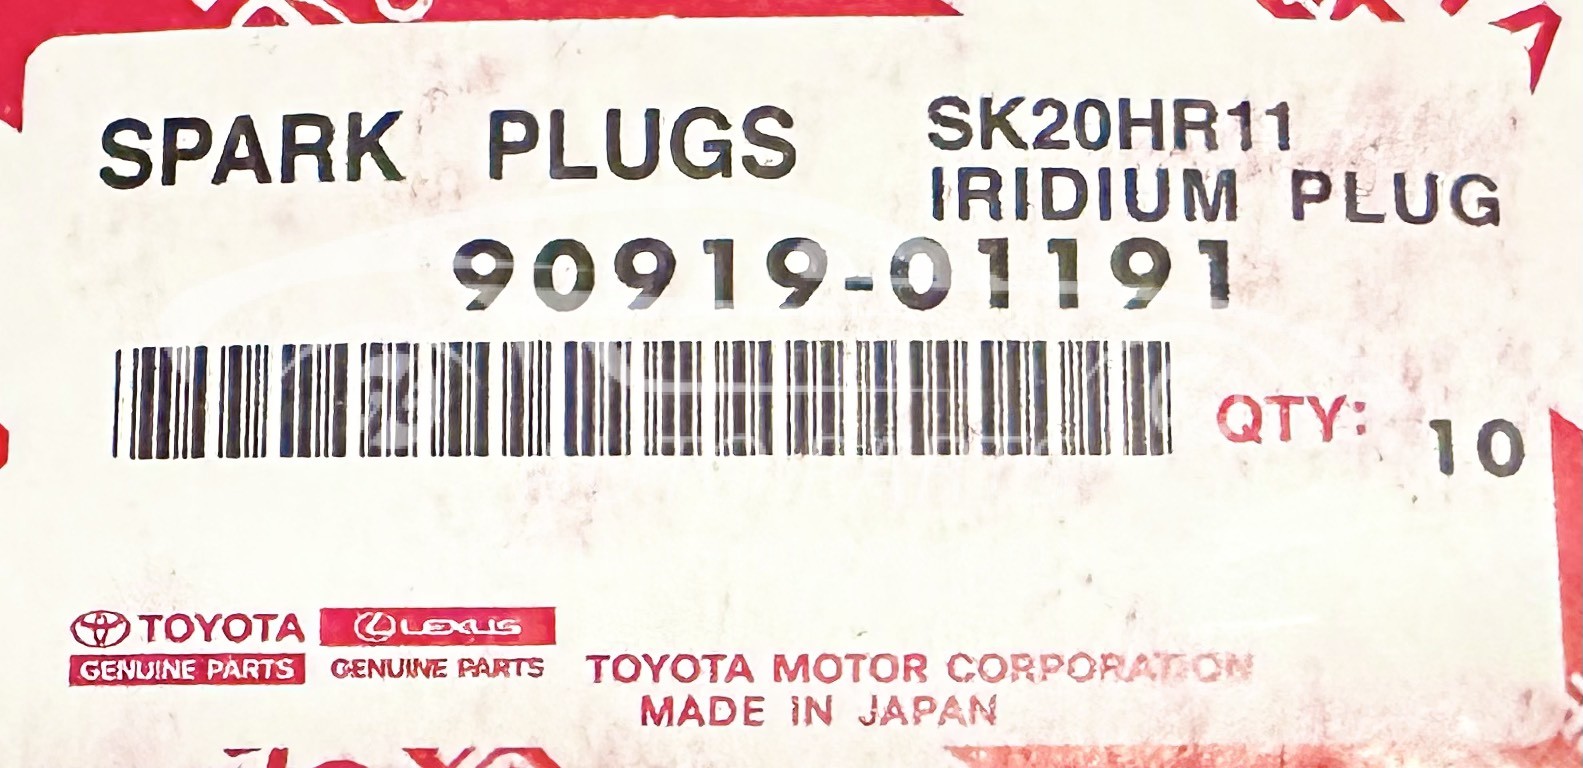 SPARK PLUGS
SK20HR11
IRIDIUM PLUG
90919-01191
QTY: 10
TOYOTA
GENUINE PARTS
LEXUS
GENUINE PARTS
TOYOTA MOTOR CORPORATION
MADE IN JAPAN